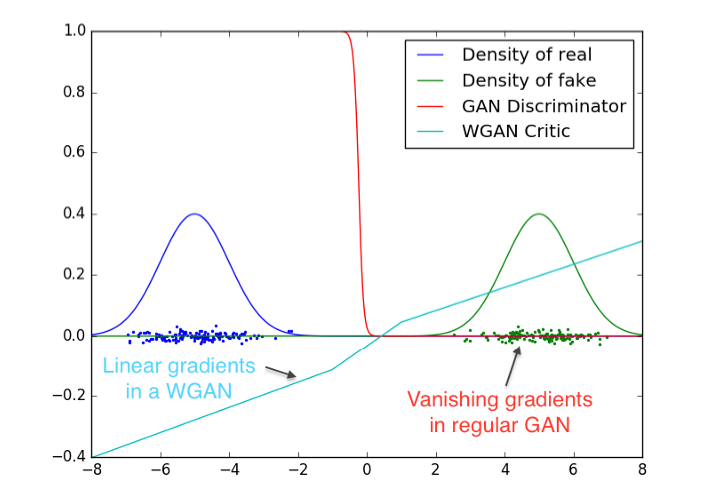 1.0
0.8
0.6
0.4
0.2
0.0
−0.2
−0.4
−8
−6
−4
−2
0
2
4
6
8
Density of real
Density of fake
GAN Discriminator
WGAN Critic
Linear gradients
in a WGAN
Vanishing gradients
in regular GAN